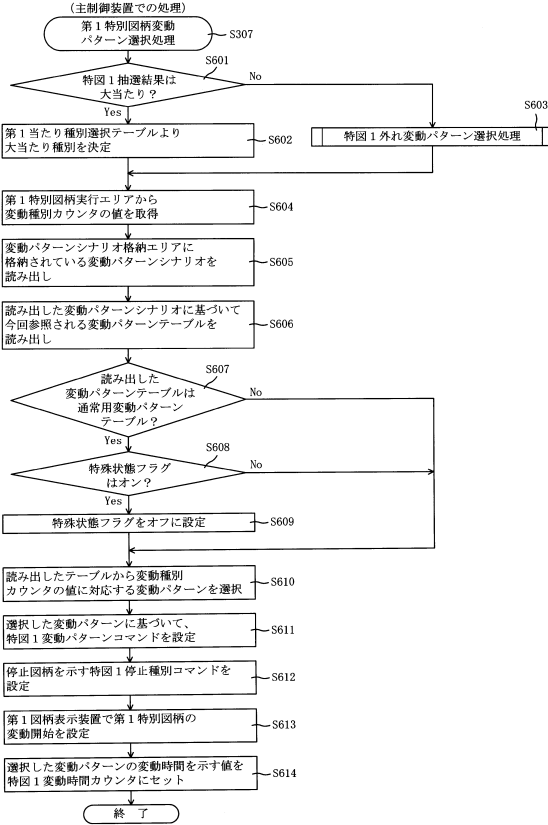 （主制御装置での処理）
第１特別図柄変動
パターン選択処理
S307
S601
特図１抽選結果は
大当たり？
No
Yes
S603
第１当たり種別選択テーブルより
大当たり種別を決定
S602
特図１外れ変動パターン選択処理
第１特別図柄実行エリアから
変動種別カウンタの値を取得
S604
変動パターンシナリオ格納エリアに
格納されている変動パターンシナリオを
読み出し
S605
読み出した変動パターンシナリオに基づいて
今回参照される変動パターンテーブルを
読み出し
S606
S607
読み出した
変動パターンテーブルは
通常用変動パターン
テーブル？
No
Yes
S608
特殊状態フラグ
はオン？
No
Yes
特殊状態フラグをオフに設定
S609
読み出したテーブルから変動種別
カウンタの値に対応する変動パターンを選択
S610
選択した変動パターンに基づいて、
特図１変動パターンコマンドを設定
S611
停止図柄を示す特図１停止種別コマンドを
設定
S612
第１図柄表示装置で第１特別図柄の
変動開始を設定
S613
選択した変動パターンの変動時間を示す値を
特図１変動時間カウンタにセット
S614
終 了